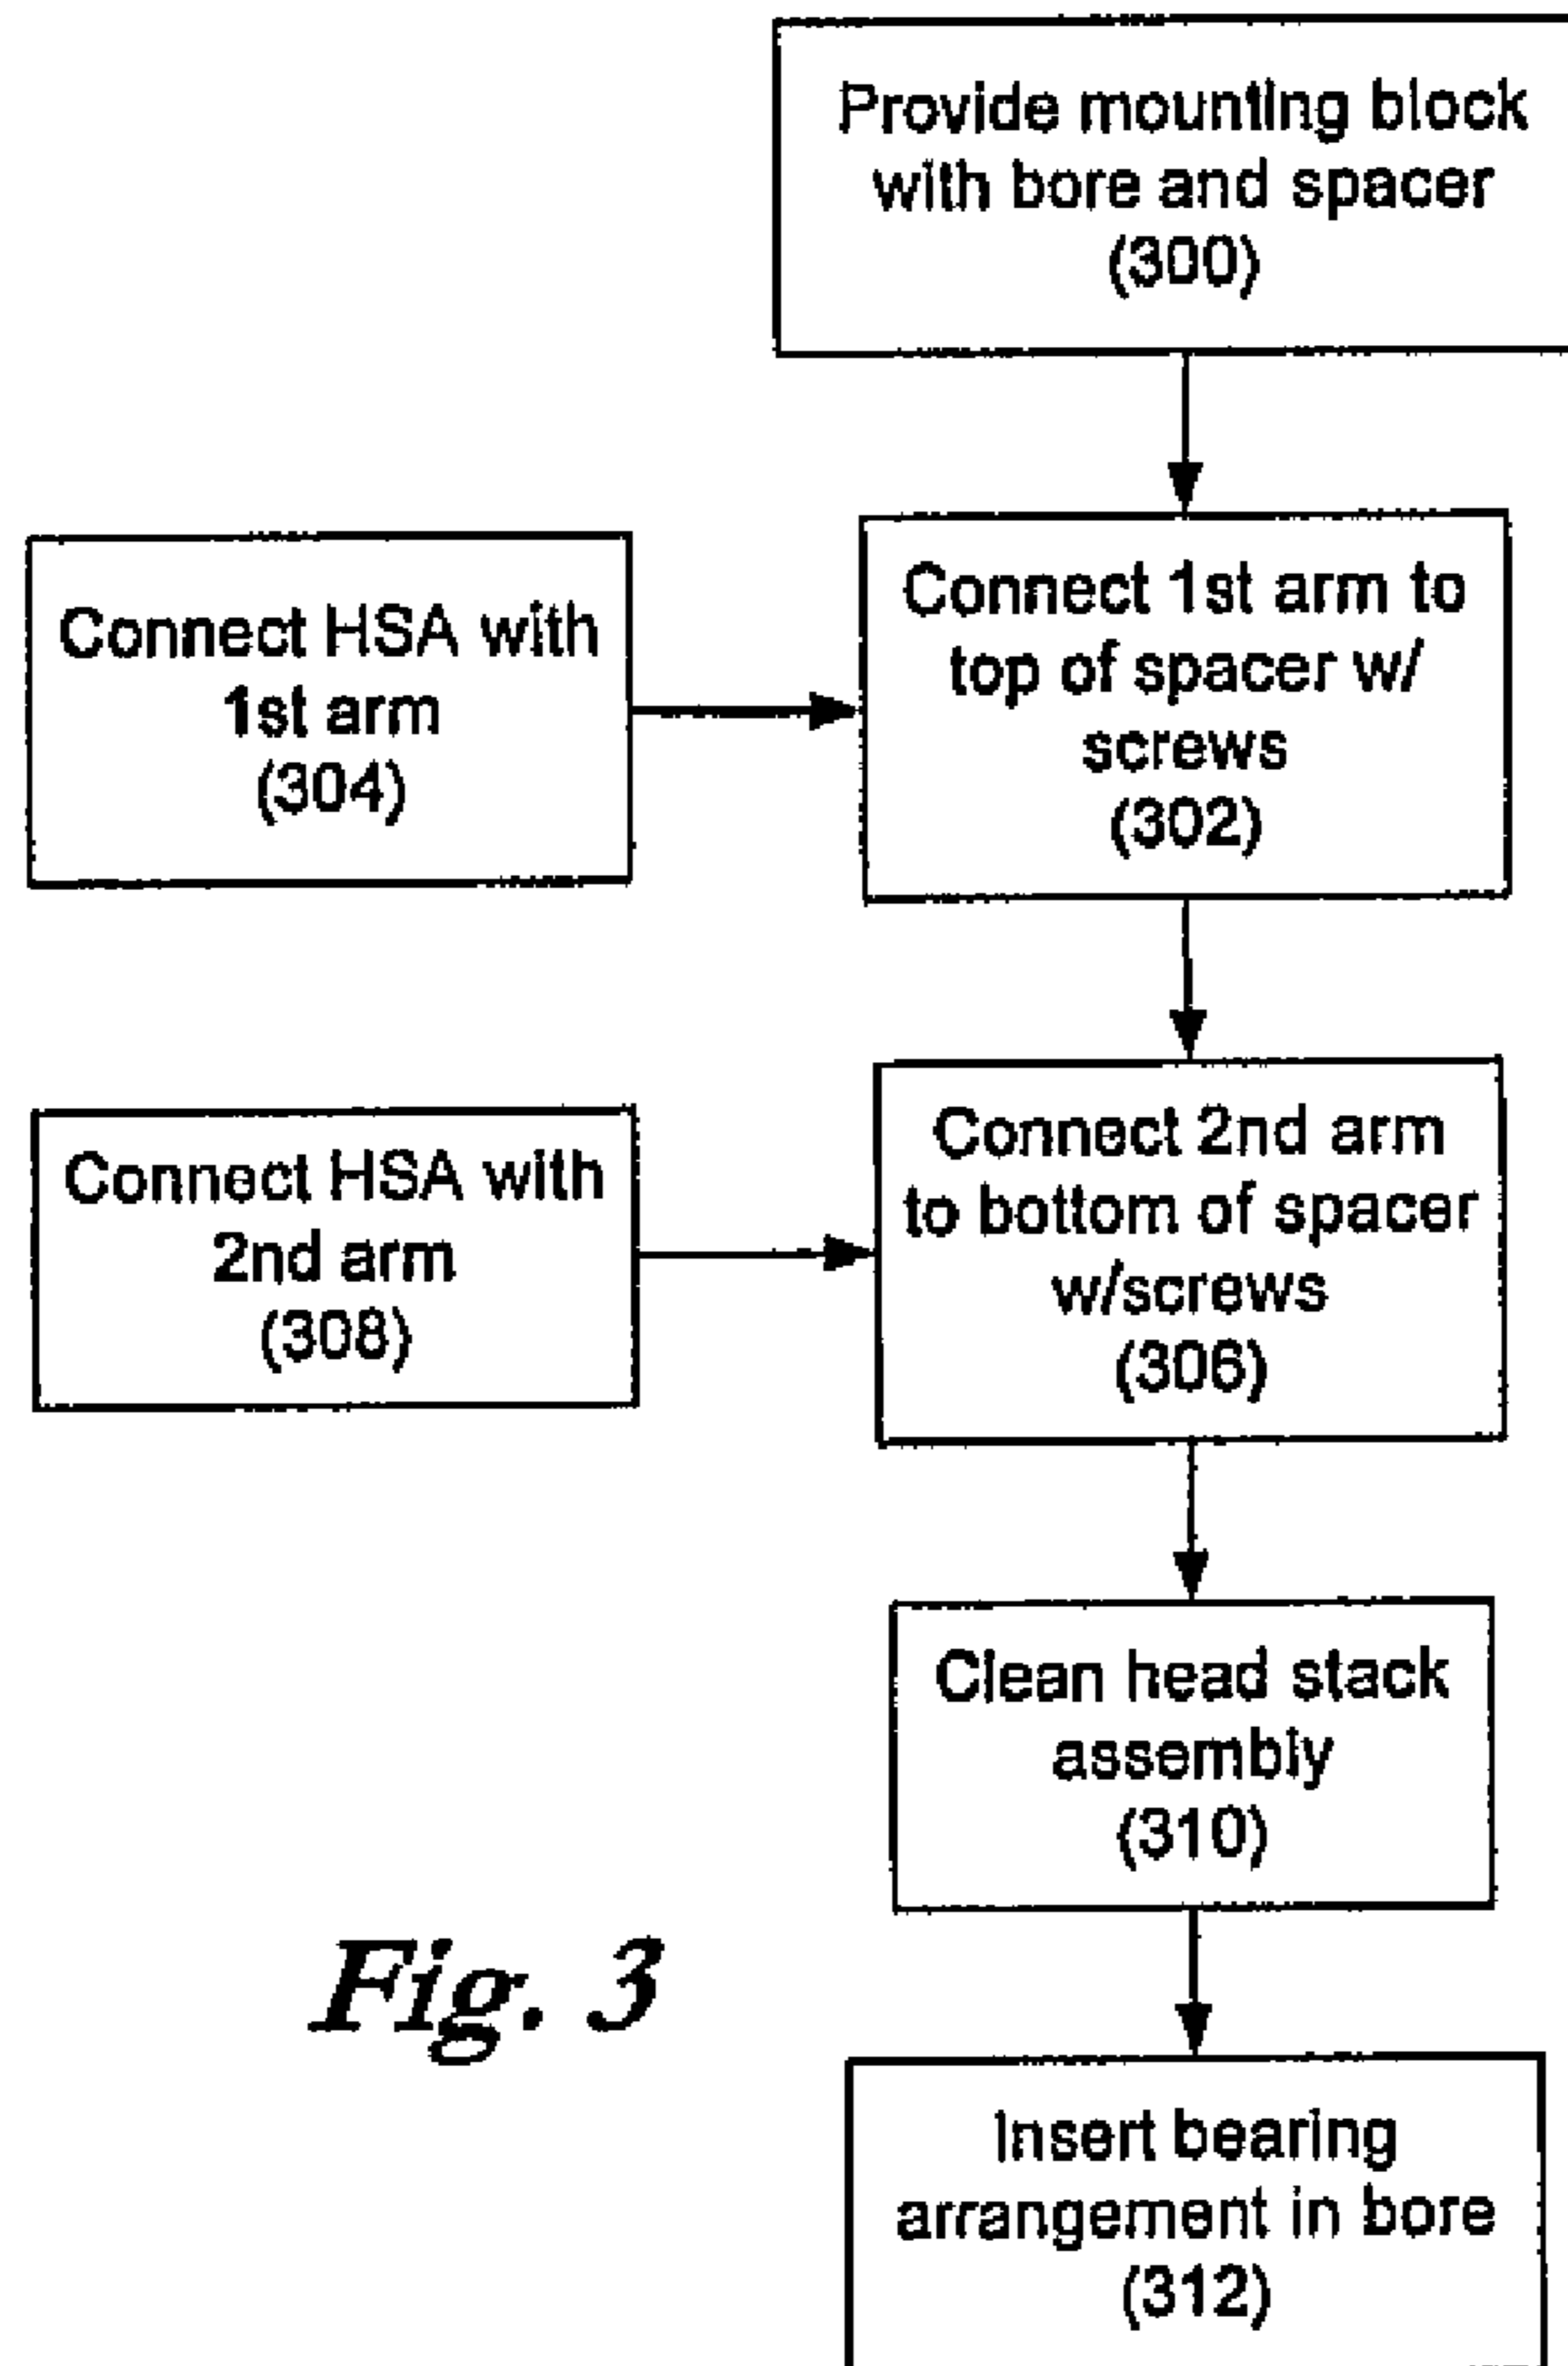 Provide mounting block
with bore and spacer
(300)
Connect HSA with
1st arm
(304)
Connect 1st arm to
top of spacer w/
screws
(302)
Connect HSA with
2nd arm
(308)
Connect 2nd arm
to bottom of spacer
w/screws
(306)
Clean head stack
assembly
(310)
Insert bearing
arrangement in bore
(312)
Fig. 3